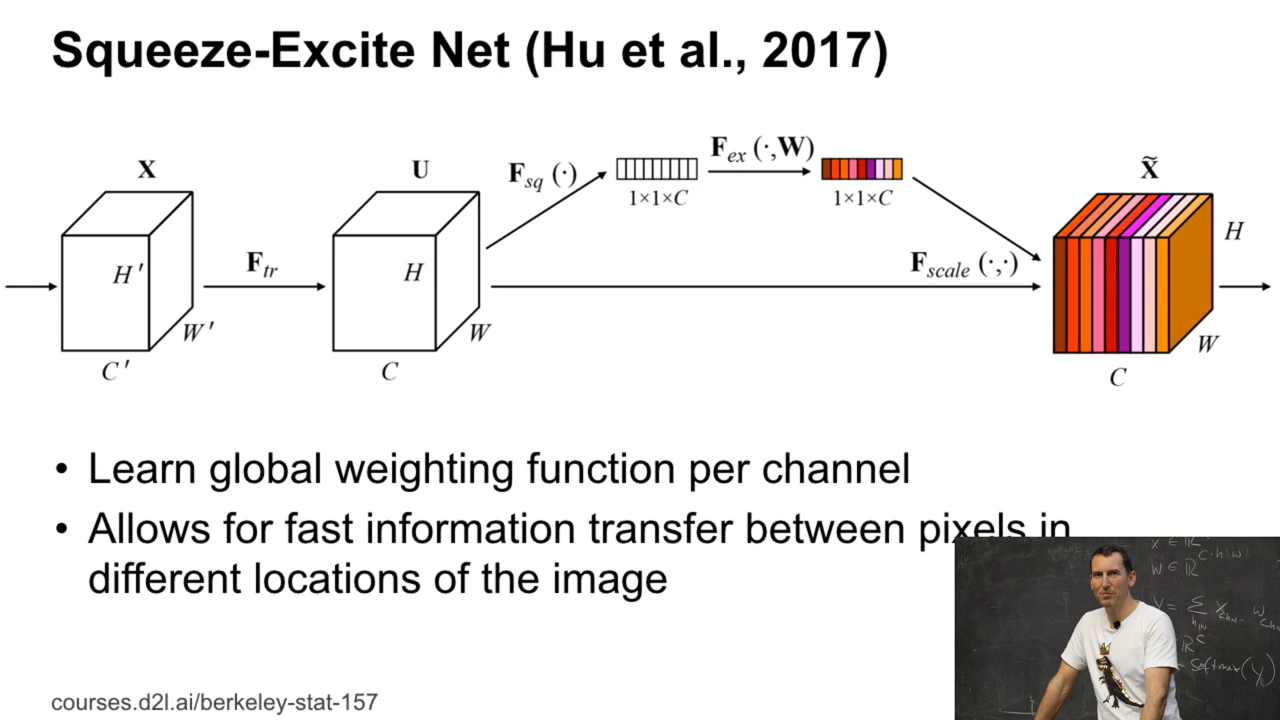 Squeeze-Excite Net (Hu et al., 2017)
X
U
F_sq (·)
F_ex (·,W)
X̃
1×1×C
1×1×C
H'
F_tr
H
F_scale (·,·)
H
W'
W
W
C'
C
C
• Learn global weighting function per channel
• Allows for fast information transfer between pixels in
different locations of the image
W ∈ ℝ
Softmax(
courses.d2l.ai/berkeley-stat-157